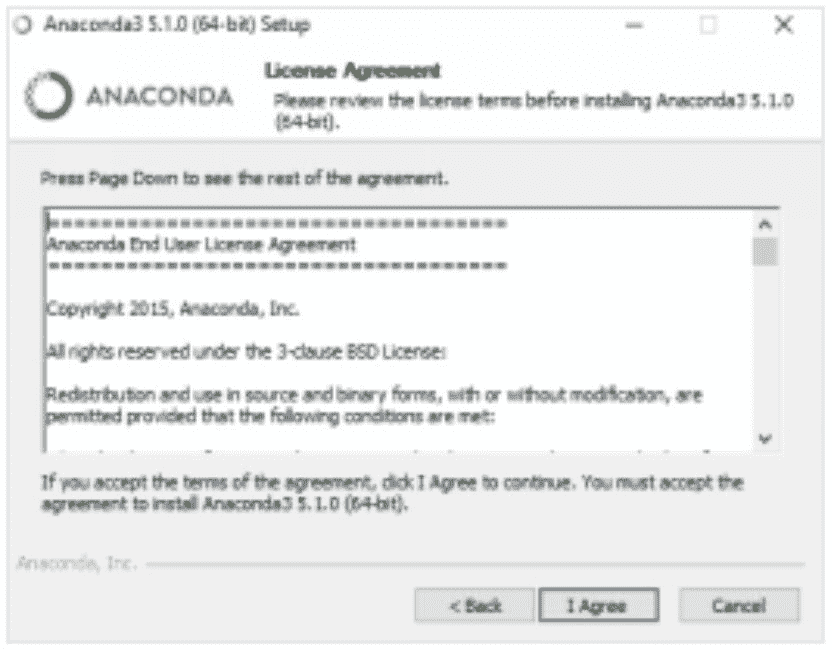 Anaconda3 5.1.0 (64-bit) Setup
ANACONDA
License Agreement
Please review the license terms before installing Anaconda3 5.1.0
(64-bit).
Press Page Down to see the rest of the agreement.
====================================
Anaconda End User License Agreement
====================================
Copyright 2015, Anaconda, Inc.
All rights reserved under the 3-clause BSD License:
Redistribution and use in source and binary forms, with or without modification, are
permitted provided that the following conditions are met:
If you accept the terms of the agreement, click I Agree to continue. You must accept the
agreement to install Anaconda3 5.1.0 (64-bit).
Anaconda, Inc.
< Back
I Agree
Cancel